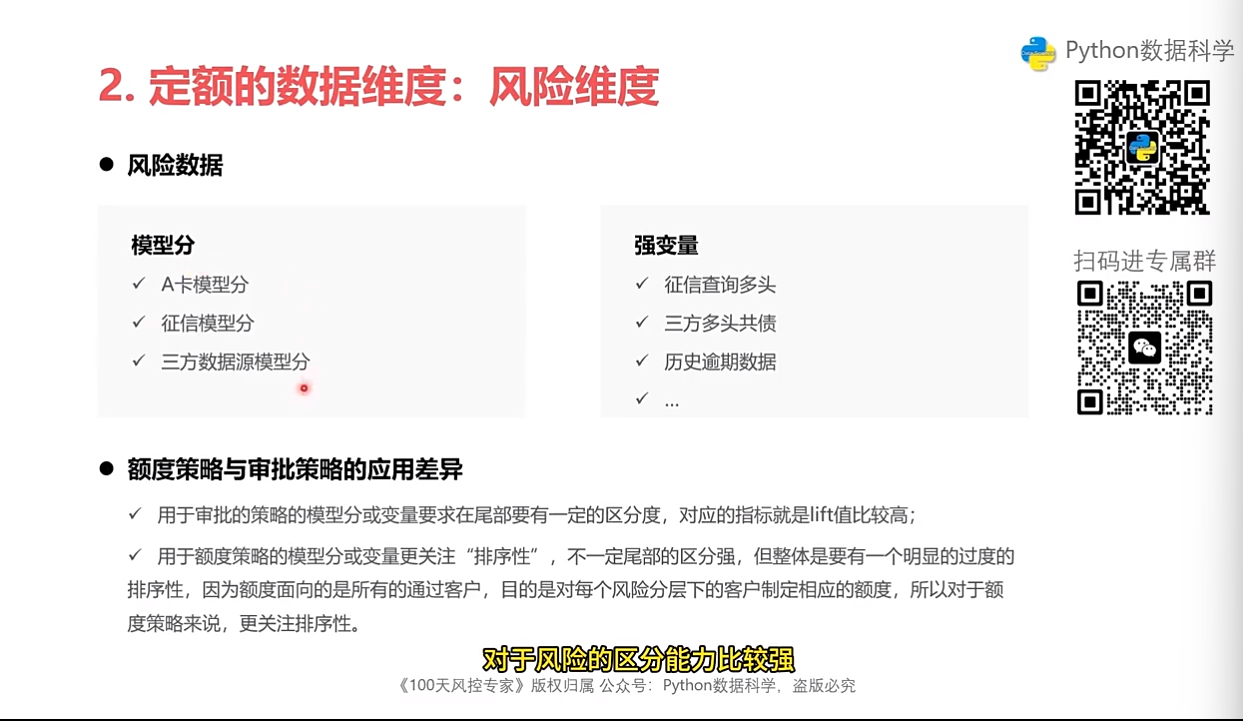 Python数据科学
2. 定额的数据维度：风险维度
● 风险数据
模型分
✓ A卡模型分
✓ 征信模型分
✓ 三方数据源模型分
强变量
✓ 征信查询多头
✓ 三方多头共债
✓ 历史逾期数据
✓ ...
扫码进专属群
● 额度策略与审批策略的应用差异
✓ 用于审批的策略的模型分或变量要求在尾部要有一定的区分度，对应的指标就是lift值比较高；
✓ 用于额度策略的模型分或变量更关注“排序性”，不一定尾部的区分强，但整体是要有一个明显的过度的
排序性，因为额度面向的是所有的通过客户，目的是对每个风险分层下的客户制定相应的额度，所以对于额
度策略来说，更关注排序性。
对于风险的区分能力比较强
《100天风控专家》版权归属 公众号：Python数据科学，盗版必究